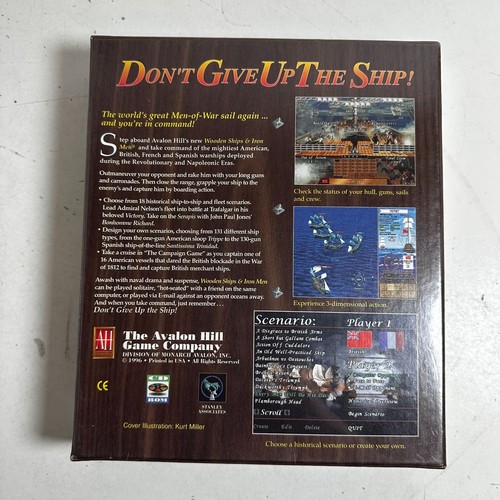 DON'T GIVE UP THE SHIP!
The world's great Men-of-War sail again ...
and you're in command!
Step aboard Avalon Hill's new Wooden Ships & Iron
Men® and take command of the mightiest American,
British, French and Spanish warships deployed
during the Revolutionary and Napoleonic Eras.
Outmaneuver your opponent and rake him with your long guns
and carronades. Then close the range, grapple your ship to the
enemy's and capture him by boarding action.
• Choose from 18 historical ship-to-ship and fleet scenarios.
Lead Admiral Nelson's fleet into battle at Trafalgar in his
beloved Victory. Take on the Serapis with John Paul Jones'
Bonhomme Richard.
• Design your own scenarios, choosing from 131 different ship
types, from the one-gun American sloop Trippe to the 130-gun
Spanish ship-of-the-line Santissima Trinidad.
• Take a cruise in "The Campaign Game" as you captain one of
16 American vessels that dared the British blockade in the War
of 1812 to find and capture British merchant ships.
Awash with naval drama and suspense, Wooden Ships & Iron Men
can be played solitaire, "hot-seated" with a friend on the same
computer, or played via E-mail against an opponent oceans away.
And when you take command, just remember ...
Don't Give Up the Ship!
Check the status of your hull, guns, sails
and crew.
Experience 3-dimensional action.
Scenario:
A Disgrace to British Arms
A Short but Gallant Combat
Action Off Cuddalore
An Old Well-Practised Ship
Arbuthnot vs Destouches
Plamborough Head
Scroll
Create Edit Delete
Player 1
British
Player 2
Begin Scenario
QUIT
Choose a historical scenario or create your own.
AH
The Avalon Hill
Game Company
DIVISION OF MONARCH AVALON, INC.
© 1996 • Printed in USA • All Rights Reserved
CE
CD
ROM
STANLEY
ASSOCIATES
Cover Illustration: Kurt Miller